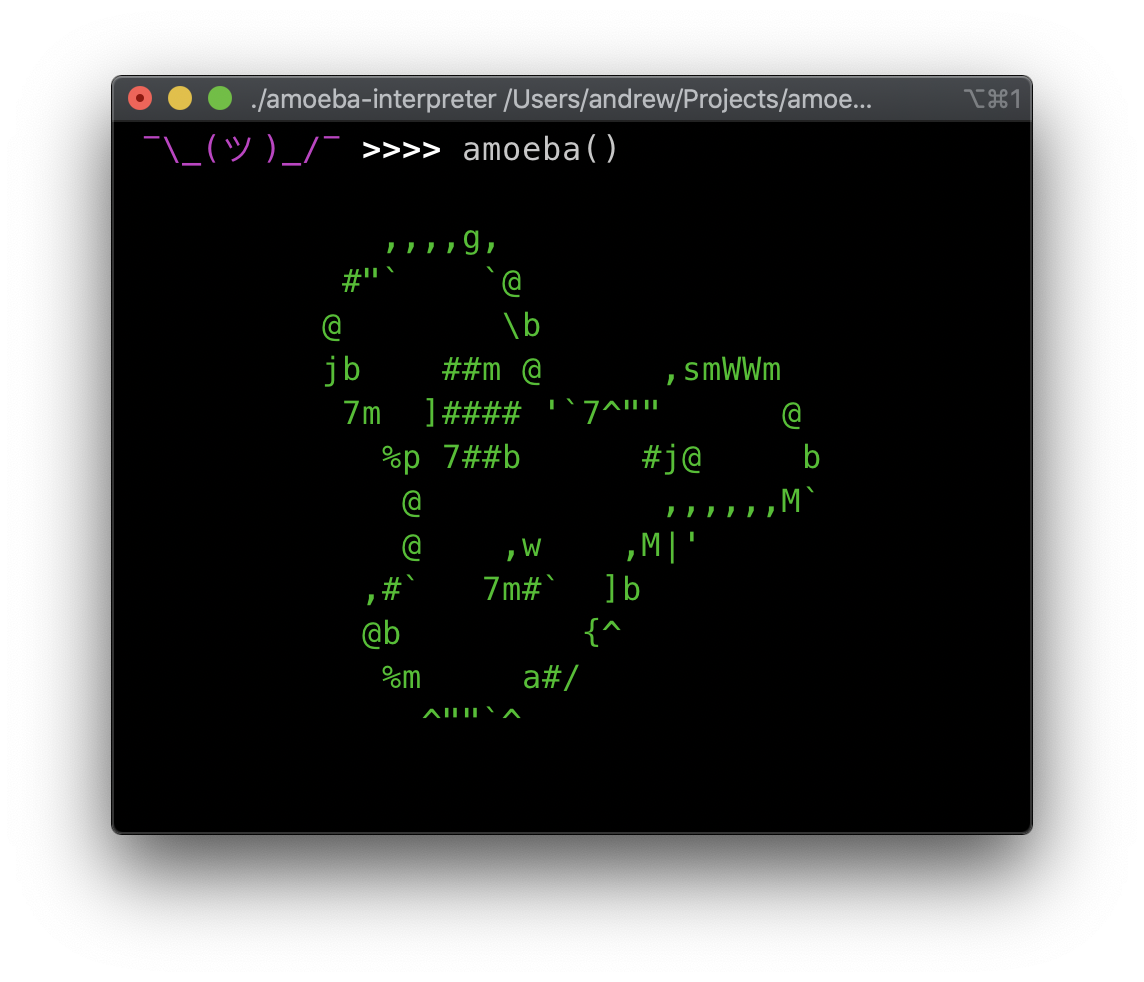 ./amoeba-interpreter /Users/andrew/Projects/amoe... ⌥⌘1
¯\_(ツ)_/¯ >>>> amoeba()
            ,,,,g,
          #"`    `@
         @        \b
         jb    ##m @      ,smWWm
          7m  ]#### '`7^""      @
            %p 7##b      #j@     b
             @            ,,,,,,M`
             @    ,w    ,M|'
           ,#`   7m#`  ]b
           @b         {^
            %m     a#/
              ^""`^